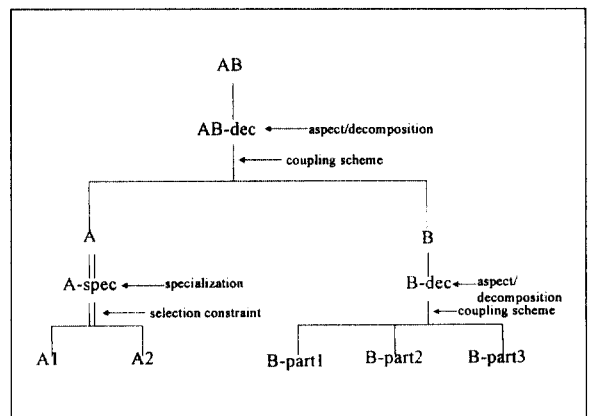 AB
AB-dec aspect/decomposition
coupling scheme
A B
A-spec specialization B-dec aspect/
decomposition
selection constraint coupling scheme
A1 A2 B-part1 B-part2 B-part3